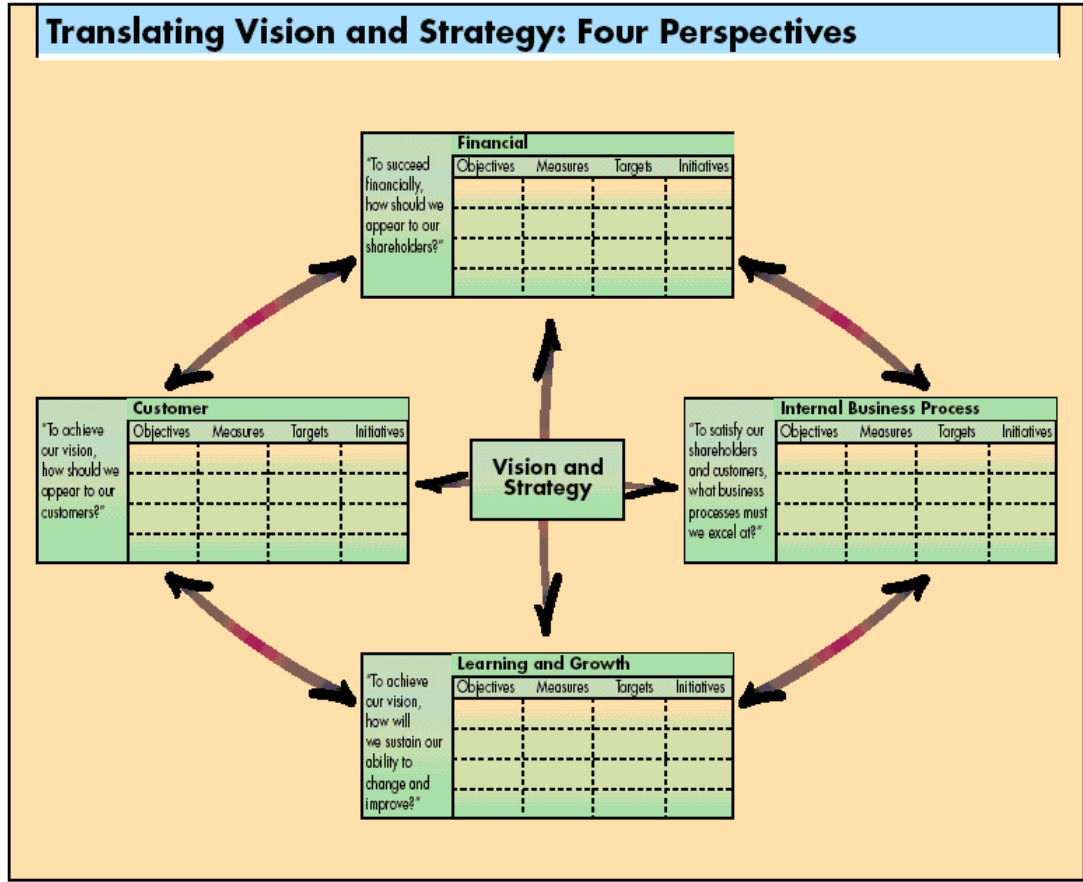 Translating Vision and Strategy: Four Perspectives
Financial
"To succeed
financially,
how should we
appear to our
shareholders?"
Objectives Measures Targets Initiatives
Customer
"To achieve
our vision,
how should we
appear to our
customers?"
Objectives Measures Targets Initiatives
Vision and
Strategy
Internal Business Process
"To satisfy our
shareholders
and customers,
what business
processes must
we excel at?"
Objectives Measures Targets Initiatives
Learning and Growth
"To achieve
our vision,
how will
we sustain our
ability to
change and
improve?"
Objectives Measures Targets Initiatives